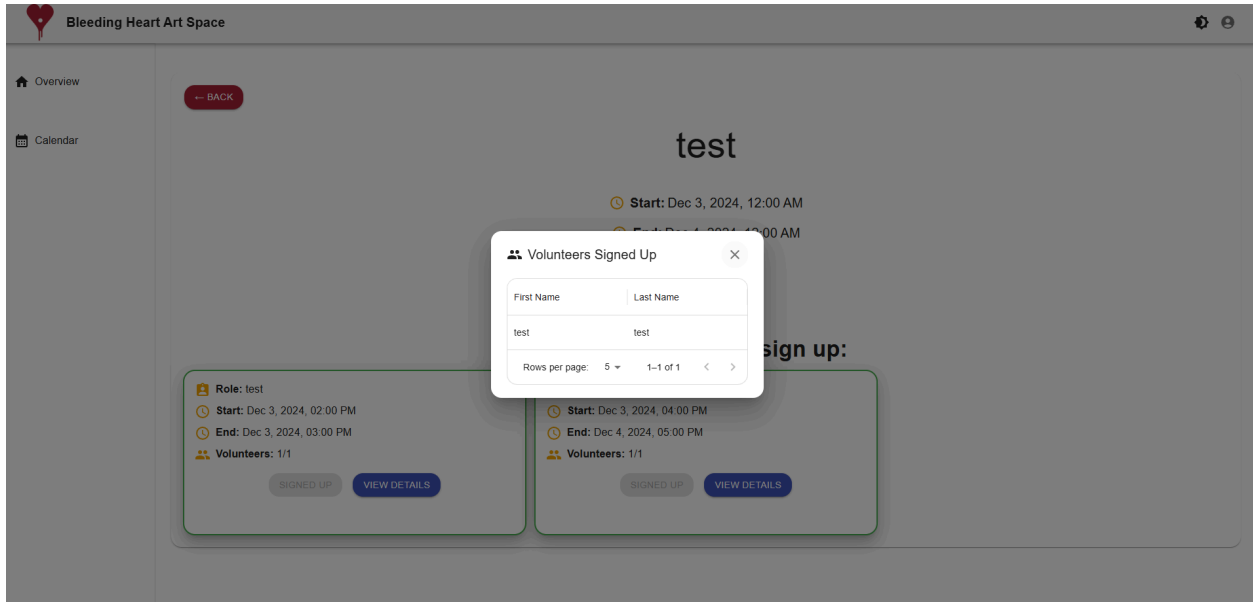 Bleeding Heart Art Space
Overview
Calendar
← BACK
test
Start: Dec 3, 2024, 12:00 AM
00 AM
Volunteers Signed Up
First Name Last Name
test test
Rows per page: 5 1–1 of 1
sign up:
Role: test
Start: Dec 3, 2024, 02:00 PM
End: Dec 3, 2024, 03:00 PM
Volunteers: 1/1
SIGNED UP VIEW DETAILS
Start: Dec 3, 2024, 04:00 PM
End: Dec 4, 2024, 05:00 PM
Volunteers: 1/1
SIGNED UP VIEW DETAILS